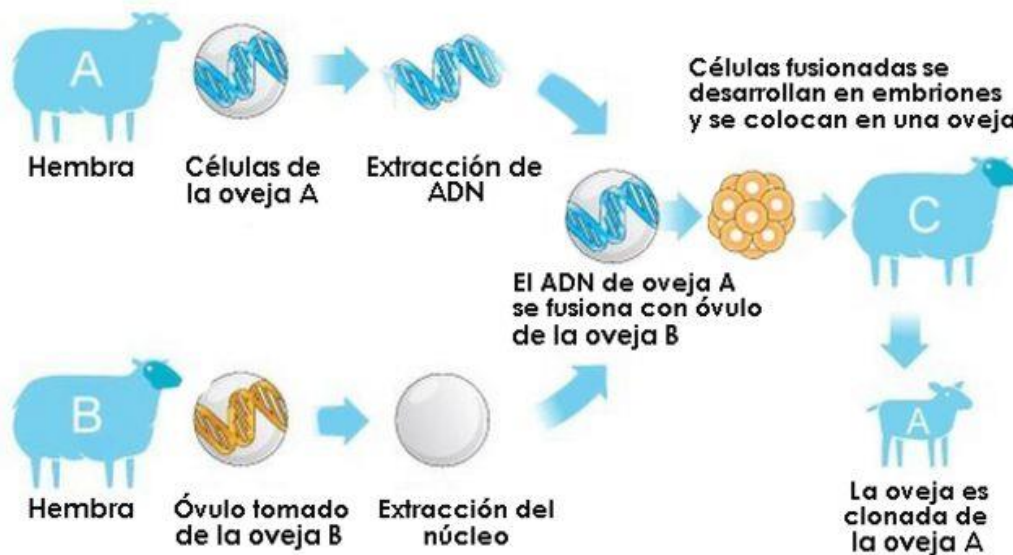 A
Hembra
Células de
la oveja A
Extracción de
ADN
Células fusionadas se
desarrollan en embriones
y se colocan en una oveja
El ADN de oveja A
se fusiona con óvulo
de la oveja B
C
B
Hembra
Óvulo tomado
de la oveja B
Extracción del
núcleo
A
La oveja es
clonada de
la oveja A